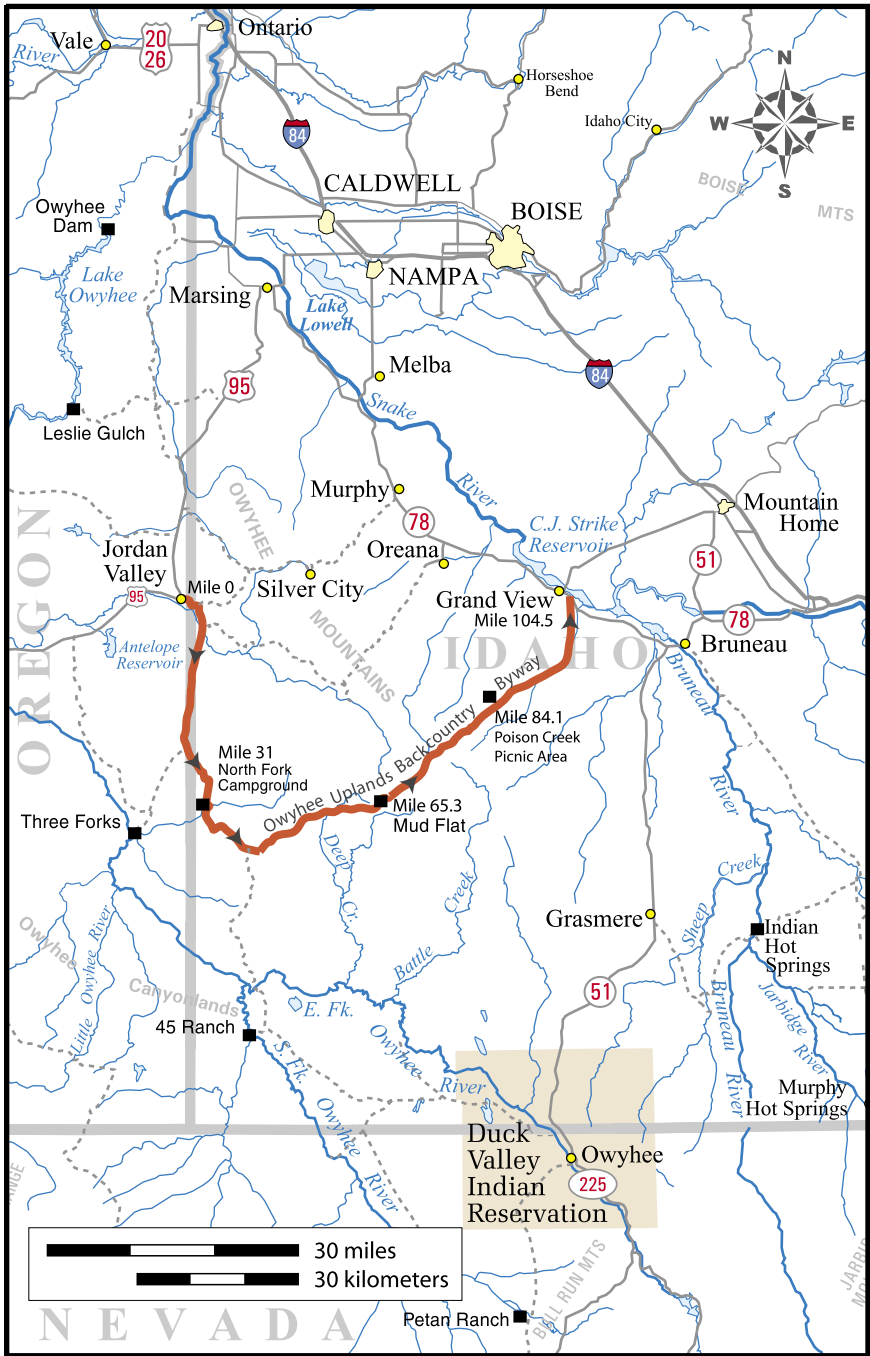 Vale
20
26
Ontario
River
Horseshoe
Bend
Idaho City
N
W
E
S
84
CALDWELL
BOISE
MTS
Owyhee
Dam
BOISE
Lake
Owyhee
NAMPA
Marsing
Lake
Lowell
Melba
84
95
Snake
Leslie Gulch
River
Murphy
OWYHEE
MOUNTAINS
78
C.J. Strike
Reservoir
Mountain
Home
51
Jordan
Valley
Oreana
Silver City
95
Mile 0
Grand View
Mile 104.5
78
Bruneau
Antelope
Reservoir
OREGON
IDAHO
Bruneau
River
Owyhee Uplands Backcountry Byway
Mile 84.1
Poison Creek
Picnic Area
Mile 31
North Fork
Campground
Mile 65.3
Mud Flat
Three Forks
Deep
Cr.
Battle
Creek
Sheep
Creek
Grasmere
Indian
Hot
Springs
Owyhee
Canyonlands
Little Owyhee River
45 Ranch
E. Fk.
Owyhee
River
S. Fk.
Owyhee
River
51
Bruneau
River
Jarbidge
River
Murphy
Hot Springs
Duck
Valley
Indian
Reservation
Owyhee
225
ANGE
30 miles
30 kilometers
NEVADA
Petan Ranch
BULL RUN MTS
JARBID